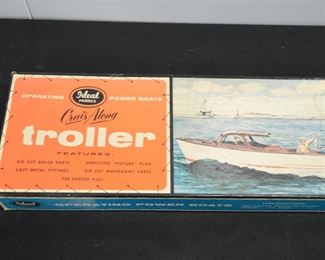 OPERATING Ideal MODELS POWER BOATS
Cruis Along
troller
FEATURES:
DIE CUT BALSA PARTS SIMPLIFIED "PICTURE" PLAN
CAST METAL FITTINGS DIE CUT MAHOGANY PARTS
PRE-SHAPED HULL
Ideal OPERATING POWER BOATS